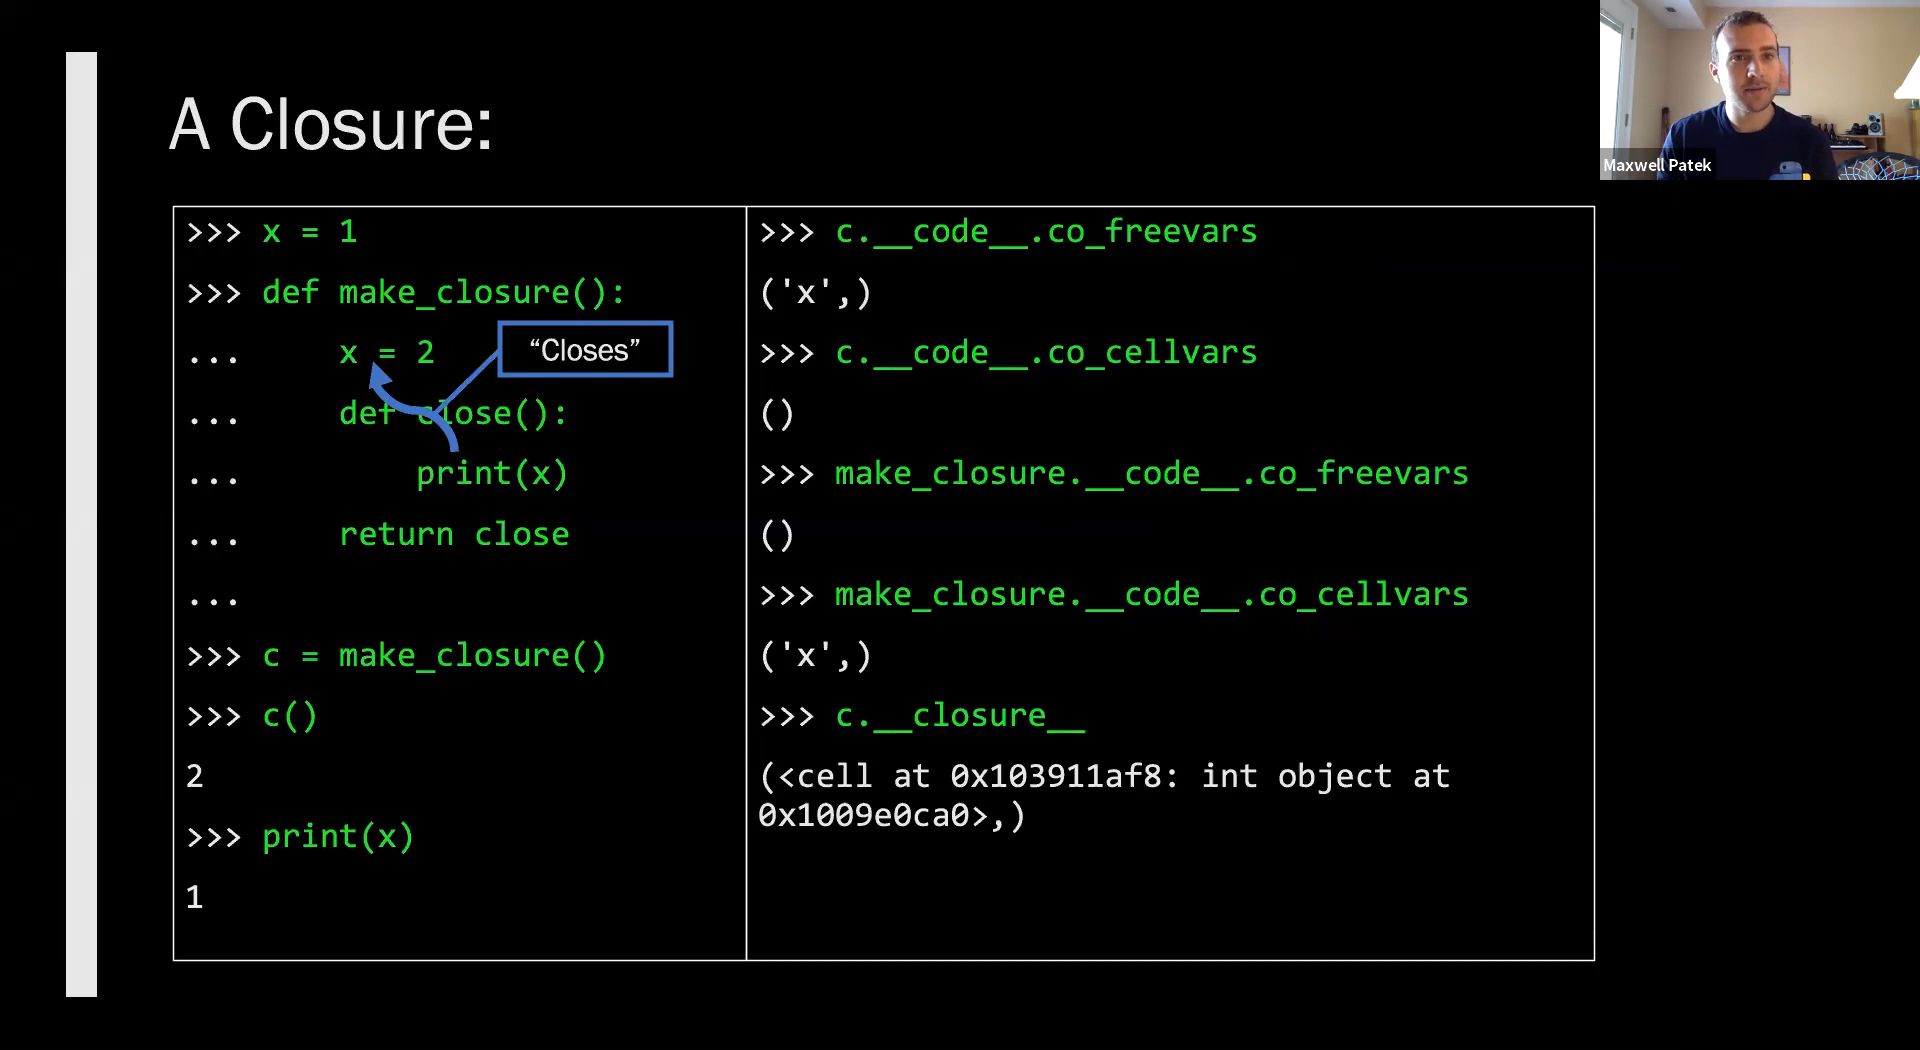 A Closure:
Maxwell Patek
>>> x = 1
>>> def make_closure():
...     x = 2
“Closes”
...     def close():
...         print(x)
...     return close
...
>>> c = make_closure()
>>> c()
2
>>> print(x)
1
>>> c.__code__.co_freevars
('x',)
>>> c.__code__.co_cellvars
()
>>> make_closure.__code__.co_freevars
()
>>> make_closure.__code__.co_cellvars
('x',)
>>> c.__closure__
(<cell at 0x103911af8: int object at
0x1009e0ca0>,)